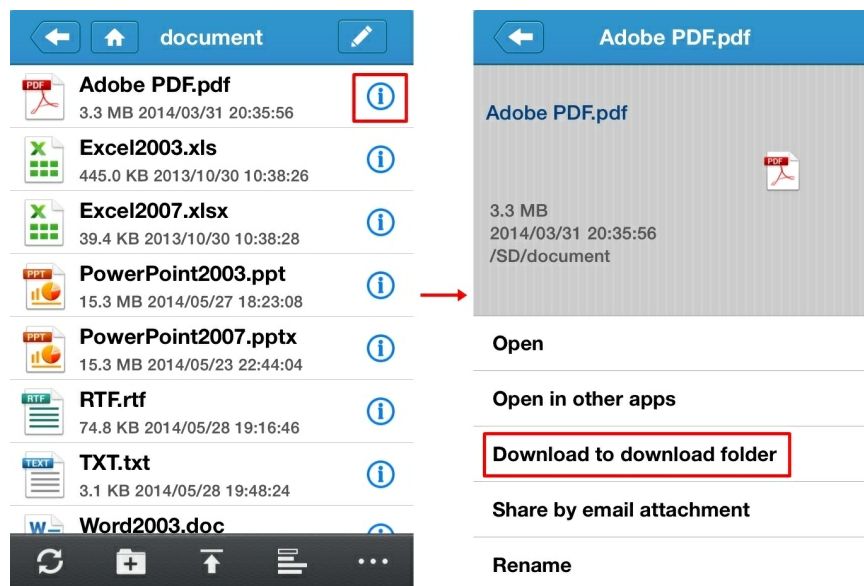 document
PDF
Adobe PDF.pdf
3.3 MB 2014/03/31 20:35:56
X
Excel2003.xls
445.0 KB 2013/10/30 10:38:26
X
Excel2007.xlsx
39.4 KB 2013/10/30 10:38:28
PPT
PowerPoint2003.ppt
15.3 MB 2014/05/27 18:23:08
PPT
PowerPoint2007.pptx
15.3 MB 2014/05/23 22:44:04
RTF
RTF.rtf
74.8 KB 2014/05/28 19:16:46
TEXT
TXT.txt
3.1 KB 2014/05/28 19:48:24
W
Word2003.doc
Adobe PDF.pdf
Adobe PDF.pdf
PDF
3.3 MB
2014/03/31 20:35:56
/SD/document
Open
Open in other apps
Download to download folder
Share by email attachment
Rename